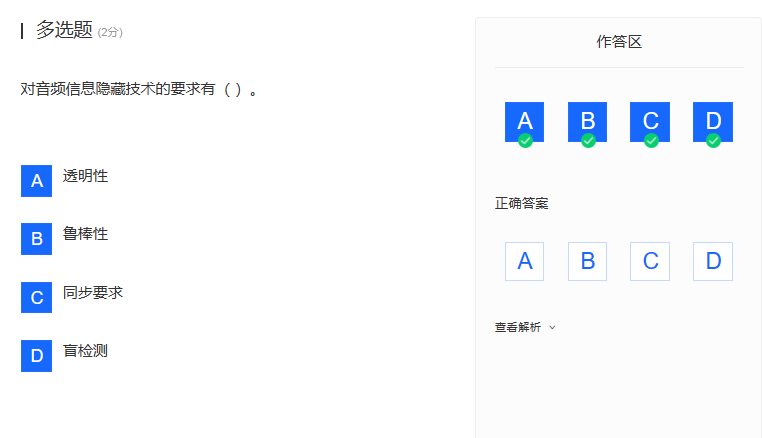 多选题 (2分)
对音频信息隐藏技术的要求有（ ）。
A 透明性
B 鲁棒性
C 同步要求
D 盲检测
作答区
A B C D
正确答案
A B C D
查看解析